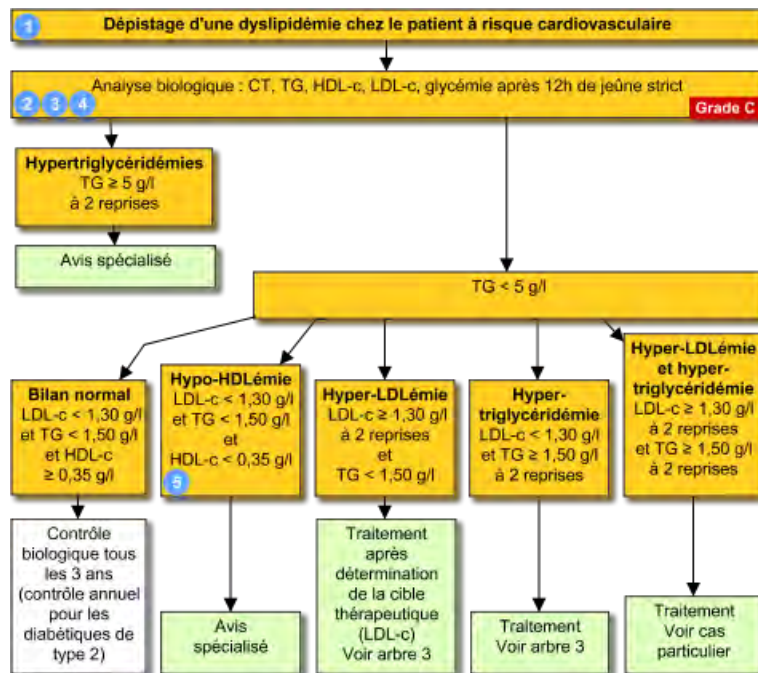 1
Dépistage d'une dyslipidémie chez le patient à risque cardiovasculaire
Analyse biologique : CT, TG, HDL-c, LDL-c, glycémie après 12h de jeûne strict
2 3 4
Grade C
Hypertriglycéridémies
TG ≥ 5 g/l
à 2 reprises
Avis spécialisé
TG < 5 g/l
Bilan normal
LDL-c < 1,30 g/l
et TG < 1,50 g/l
et HDL-c
≥ 0,35 g/l
Contrôle
biologique tous
les 3 ans
(contrôle annuel
pour les
diabétiques de
type 2)
Hypo-HDLémie
LDL-c < 1,30 g/l
et TG < 1,50 g/l
et
HDL-c < 0,35 g/l
5
Avis
spécialisé
Hyper-LDLémie
LDL-c ≥ 1,30 g/l
à 2 reprises
et
TG < 1,50 g/l
Traitement
après
détermination
de la cible
thérapeutique
(LDL-c)
Voir arbre 3
Hyper-
triglycéridémie
LDL-c < 1,30 g/l
et TG ≥ 1,50 g/l
à 2 reprises
Traitement
Voir arbre 3
Hyper-LDLémie
et hyper-
triglycéridémie
LDL-c ≥ 1,30 g/l
à 2 reprises
et TG ≥ 1,50 g/l
à 2 reprises
Traitement
Voir cas
particulier